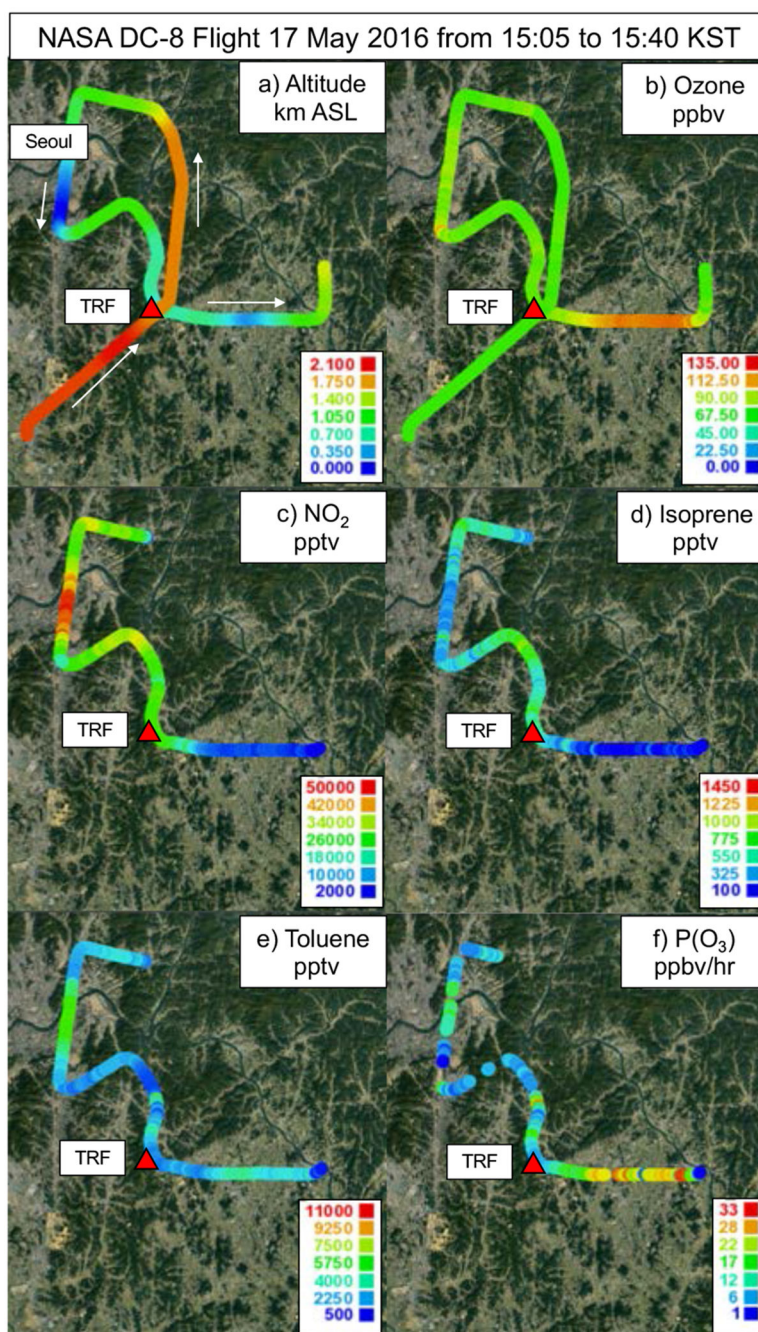 NASA DC-8 Flight 17 May 2016 from 15:05 to 15:40 KST
a) Altitude
km ASL
Seoul
TRF
2.100
1.750
1.400
1.050
0.700
0.350
0.000
b) Ozone
ppbv
TRF
135.00
112.50
90.00
67.50
45.00
22.50
0.00
c) NO₂
pptv
TRF
50000
42000
34000
26000
18000
10000
2000
d) Isoprene
pptv
TRF
1450
1225
1000
775
550
325
100
e) Toluene
pptv
TRF
11000
9250
7500
5750
4000
2250
500
f) P(O₃)
ppbv/hr
TRF
33
28
22
17
12
6
1